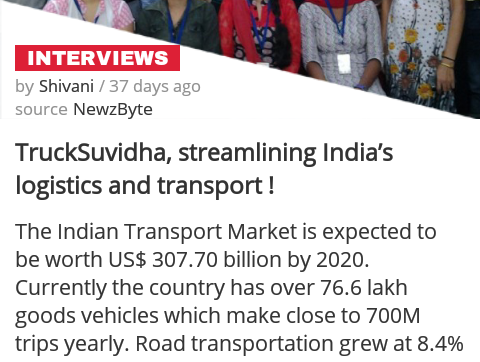 INTERVIEWS
by Shivani / 37 days ago
source NewzByte
TruckSuvidha, streamlining India’s
logistics and transport !
The Indian Transport Market is expected to
be worth US$ 307.70 billion by 2020.
Currently the country has over 76.6 lakh
goods vehicles which make close to 700M
trips yearly. Road transportation grew at 8.4%